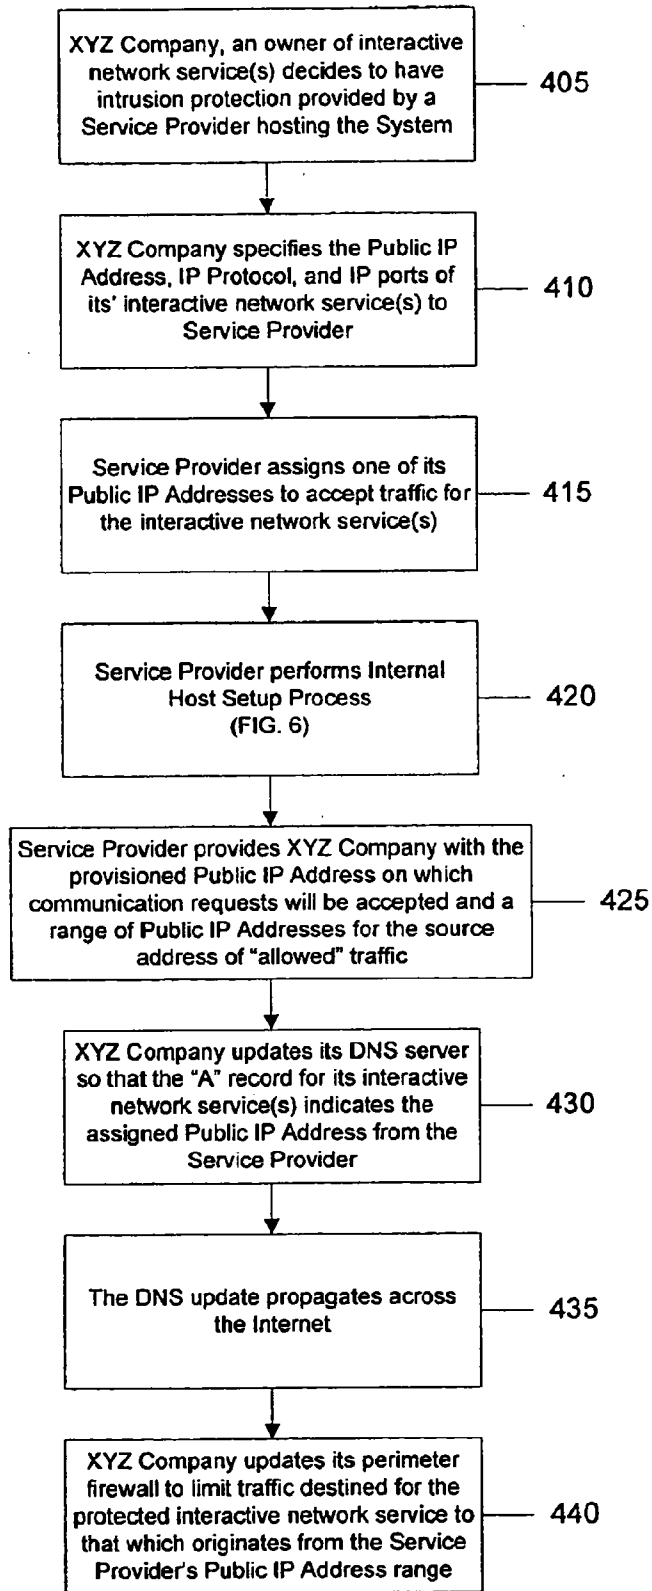 XYZ Company, an owner of interactive
network service(s) decides to have
intrusion protection provided by a
Service Provider hosting the System
405
XYZ Company specifies the Public IP
Address, IP Protocol, and IP ports of
its' interactive network service(s) to
Service Provider
410
Service Provider assigns one of its
Public IP Addresses to accept traffic for
the interactive network service(s)
415
Service Provider performs Internal
Host Setup Process
(FIG. 6)
420
Service Provider provides XYZ Company with the
provisioned Public IP Address on which
communication requests will be accepted and a
range of Public IP Addresses for the source
address of "allowed" traffic
425
XYZ Company updates its DNS server
so that the "A" record for its interactive
network service(s) indicates the
assigned Public IP Address from the
Service Provider
430
The DNS update propagates across
the Internet
435
XYZ Company updates its perimeter
firewall to limit traffic destined for the
protected interactive network service to
that which originates from the Service
Provider's Public IP Address range
440